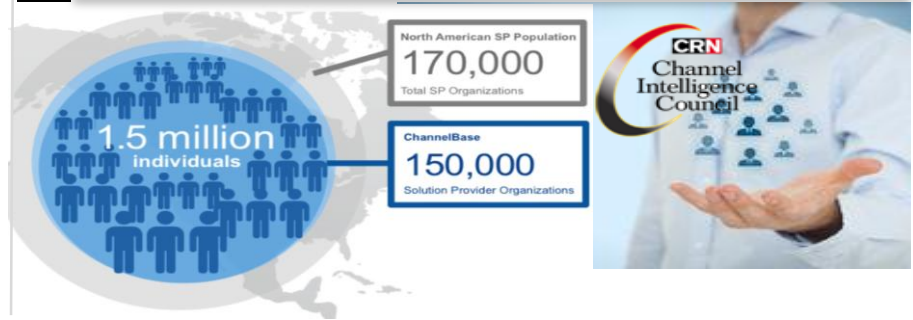 1.5 million
individuals
North American SP Population
170,000
Total SP Organizations
ChannelBase
150,000
Solution Provider Organizations
CRN
Channel
Intelligence
Council